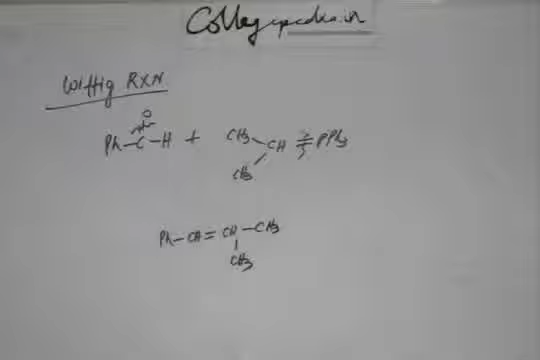 Collegepedia.in
Wittig RXN
O
Ph-C-H + CH3 CH=PPh3
CH3
Ph-CH=CH-CH3
CH3